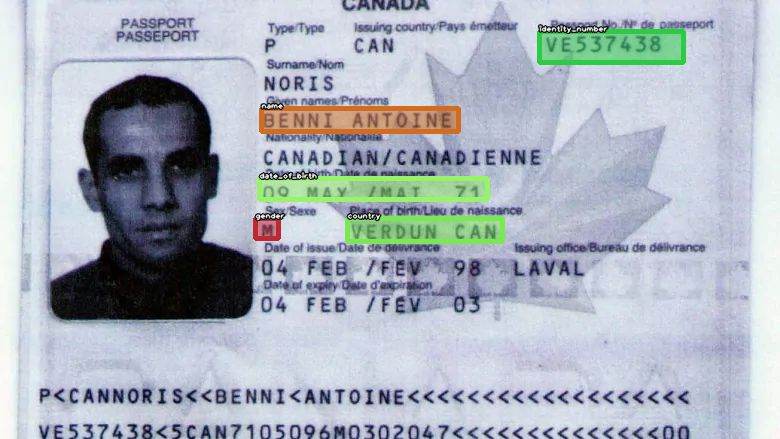 CANADA
PASSPORT
PASSEPORT
Type/Type Issuing country/Pays émetteur Passport No./Nº de passeport
P CAN
identity_number
VE537438
Surname/Nom
NORIS
Given names/Prénoms
name
BENNI ANTOINE
Nationality/Nationalité
CANADIAN/CANADIENNE
Date de naissance
date_of_birth
09 MAY /MAI 71
Sex/Sexe Place of birth/Lieu de naissance
gender
M
country
VERDUN CAN
Date of issue/Date de délivrance Issuing office/Bureau de délivrance
04 FEB /FEV 98 LAVAL
Date of expiry/Date d'expiration
04 FEB /FEV 03
P<CANNORIS<<BENNI<ANTOINE<<<<<<<<<<<<<<<<<<<
VE537438<5CAN7105096M0302047<<<<<<<<<<<<<<00